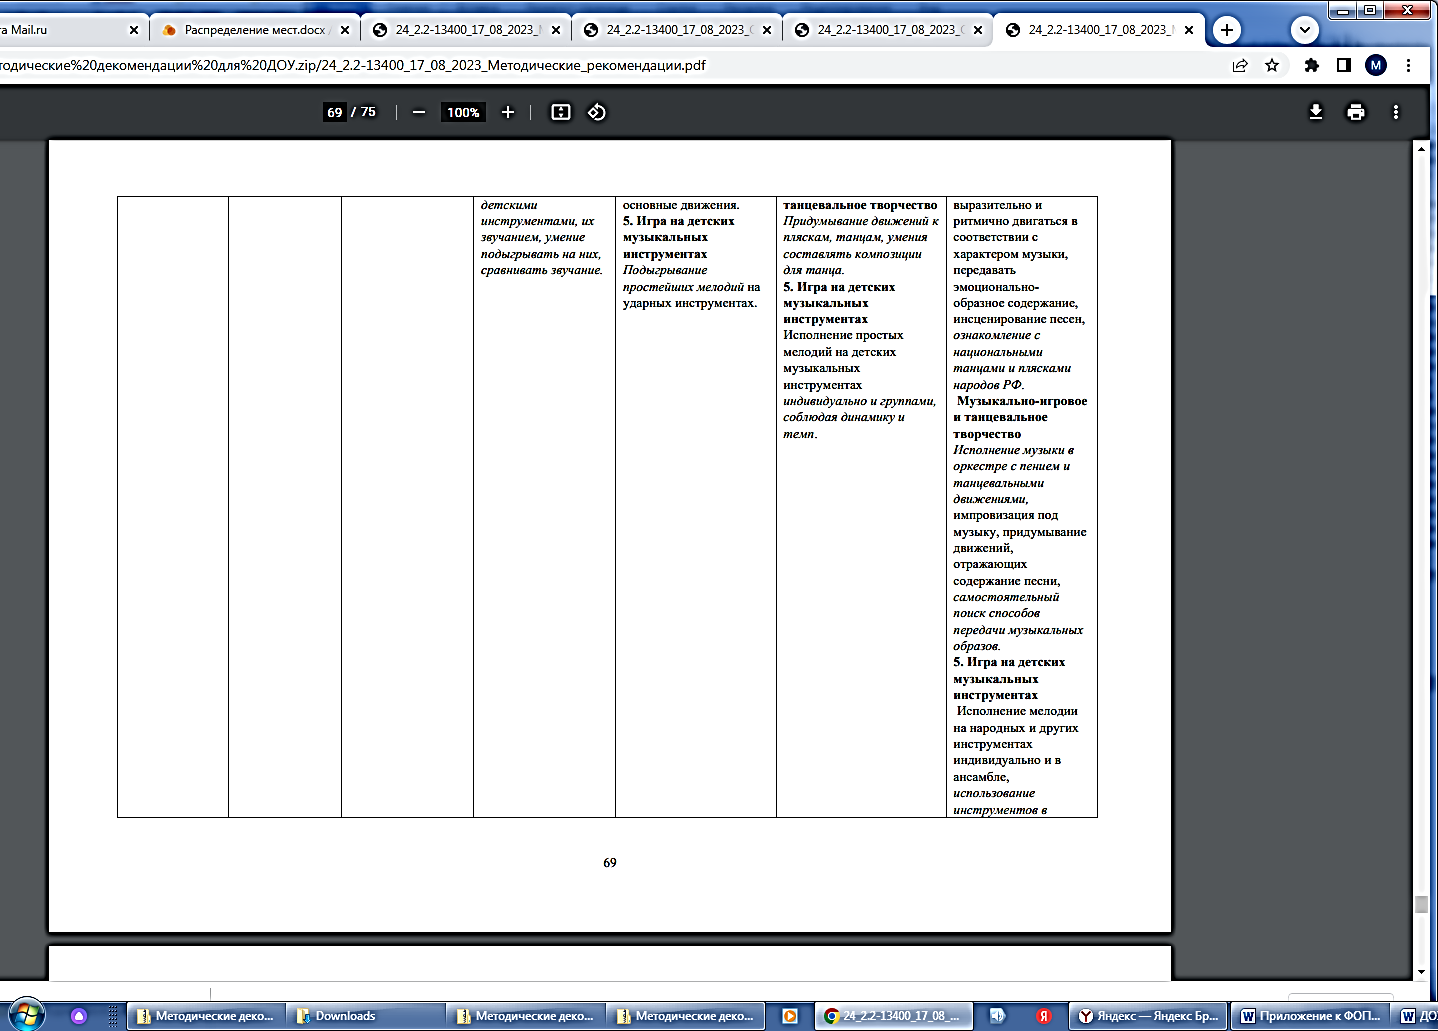 га Mail.ru
Распределение мест.docx
24_2.2-13400_17_08_2023_
24_2.2-13400_17_08_2023_
24_2.2-13400_17_08_2023_
24_2.2-13400_17_08_2023_
тодические%20декомендации%20для%20ДОУ.zip/24_2.2-13400_17_08_2023_Методические_рекомендации.pdf
M
69 / 75
100%
детскими
инструментами, их
звучанием, умение
подыгрывать на них,
сравнивать звучание.
основные движения.
5. Игра на детских
музыкальных
инструментах
Подыгрывание
простейших мелодий на
ударных инструментах.
танцевальное творчество
Придумывание движений к
пляскам, танцам, умения
составлять композиции
для танца.
5. Игра на детских
музыкальных
инструментах
Исполнение простых
мелодий на детских
музыкальных
инструментах
индивидуально и группами,
соблюдая динамику и
темп.
выразительно и
ритмично двигаться в
соответствии с
характером музыки,
передавать
эмоционально-
образное содержание,
инсценирование песен,
ознакомление с
национальными
танцами и плясками
народов РФ.
Музыкально-игровое
и танцевальное
творчество
Исполнение музыки в
оркестре с пением и
танцевальными
движениями,
импровизация под
музыку, придумывание
движений,
отражающих
содержание песни,
самостоятельный
поиск способов
передачи музыкальных
образов.
5. Игра на детских
музыкальных
инструментах
Исполнение мелодии
на народных и других
инструментах
индивидуально и в
ансамбле,
использование
инструментов в
69
Методические деко...
Downloads
Методические деко...
Методические деко...
24_2.2-13400_17_08_...
Я
Яндекс — Яндекс Бр...
Приложение к ФОП...